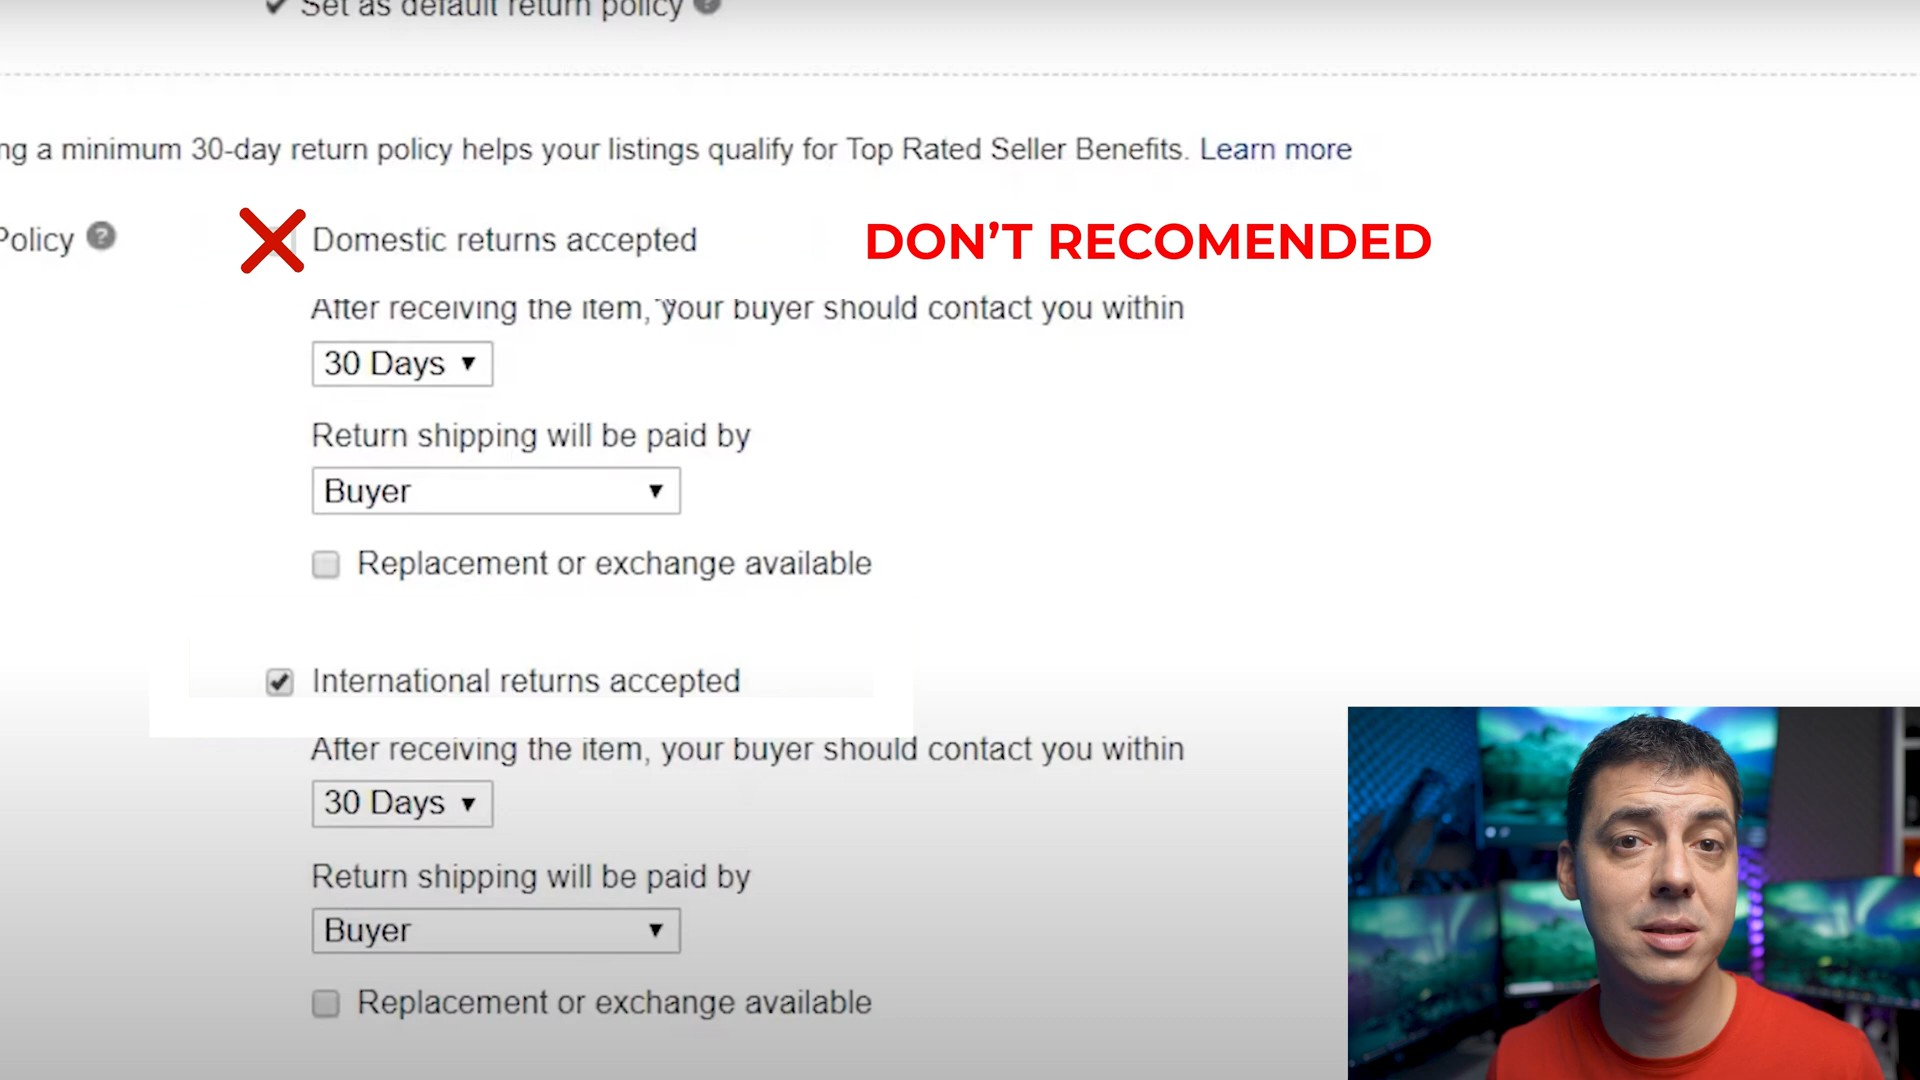 Set as default return policy
ng a minimum 30-day return policy helps your listings qualify for Top Rated Seller Benefits. Learn more
Policy ?
Domestic returns accepted
DON'T RECOMENDED
After receiving the item, your buyer should contact you within
30 Days
Return shipping will be paid by
Buyer
Replacement or exchange available
International returns accepted
After receiving the item, your buyer should contact you within
30 Days
Return shipping will be paid by
Buyer
Replacement or exchange available